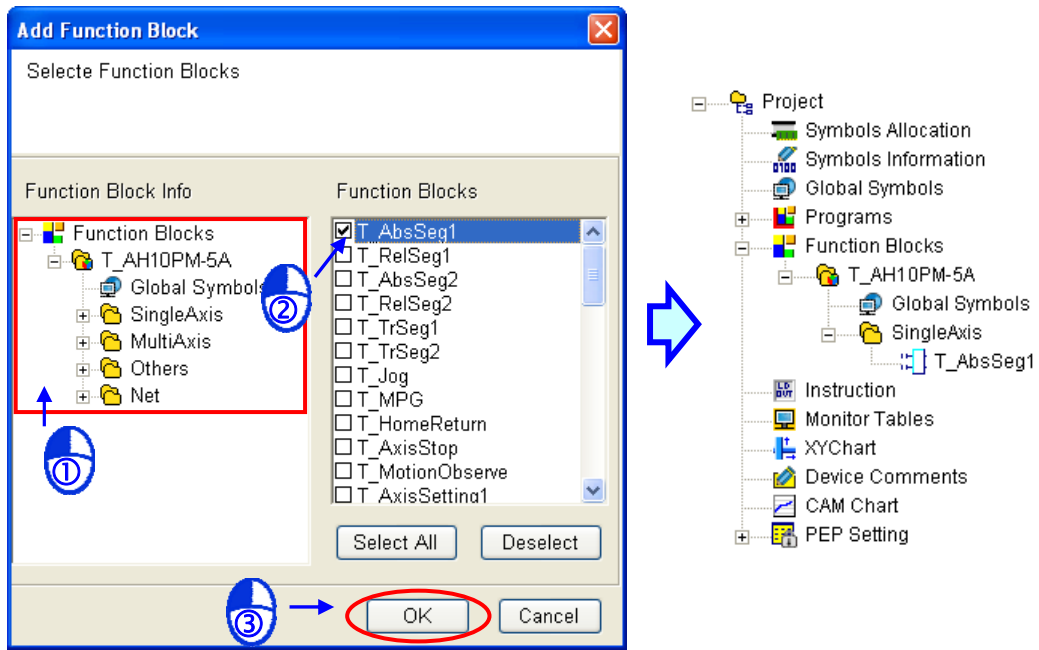 Add Function Block
Selecte Function Blocks
Function Block Info
Function Blocks
T_AH10PM-5A
Global Symbols
SingleAxis
MultiAxis
Others
Net
①
Function Blocks
T_AbsSeg1
T_RelSeg1
T_AbsSeg2
T_RelSeg2
T_TrSeg1
T_TrSeg2
T_Jog
T_MPG
T_HomeReturn
T_AxisStop
T_MotionObserve
T_AxisSetting1
②
Select All
Deselect
③
OK
Cancel
Project
Symbols Allocation
Symbols Information
Global Symbols
Programs
Function Blocks
T_AH10PM-5A
Global Symbols
SingleAxis
T_AbsSeg1
Instruction
Monitor Tables
XYChart
Device Comments
CAM Chart
PEP Setting